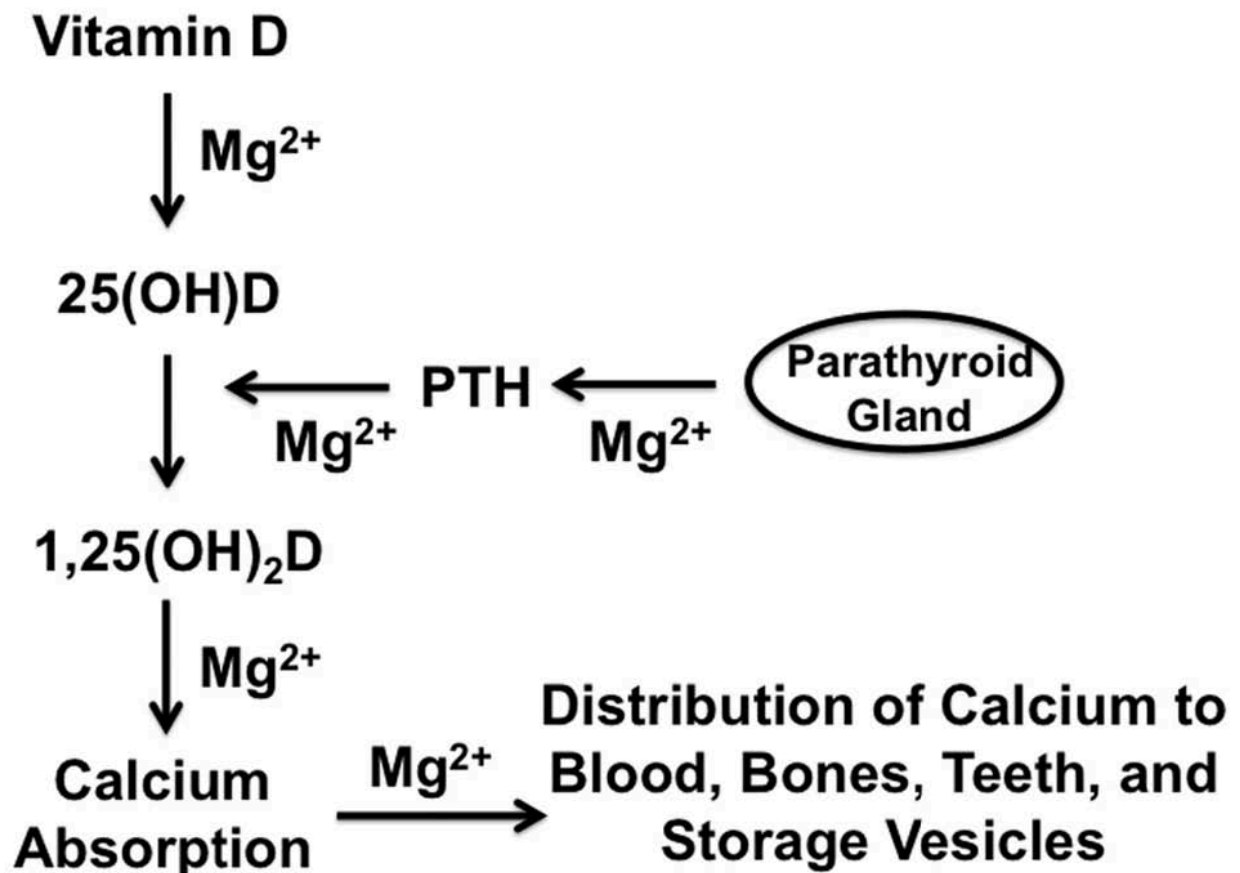 Vitamin D
Mg²⁺
25(OH)D
Parathyroid
Gland
PTH
Mg²⁺
Mg²⁺
1,25(OH)₂D
Mg²⁺
Calcium
Absorption
Mg²⁺
Distribution of Calcium to
Blood, Bones, Teeth, and
Storage Vesicles